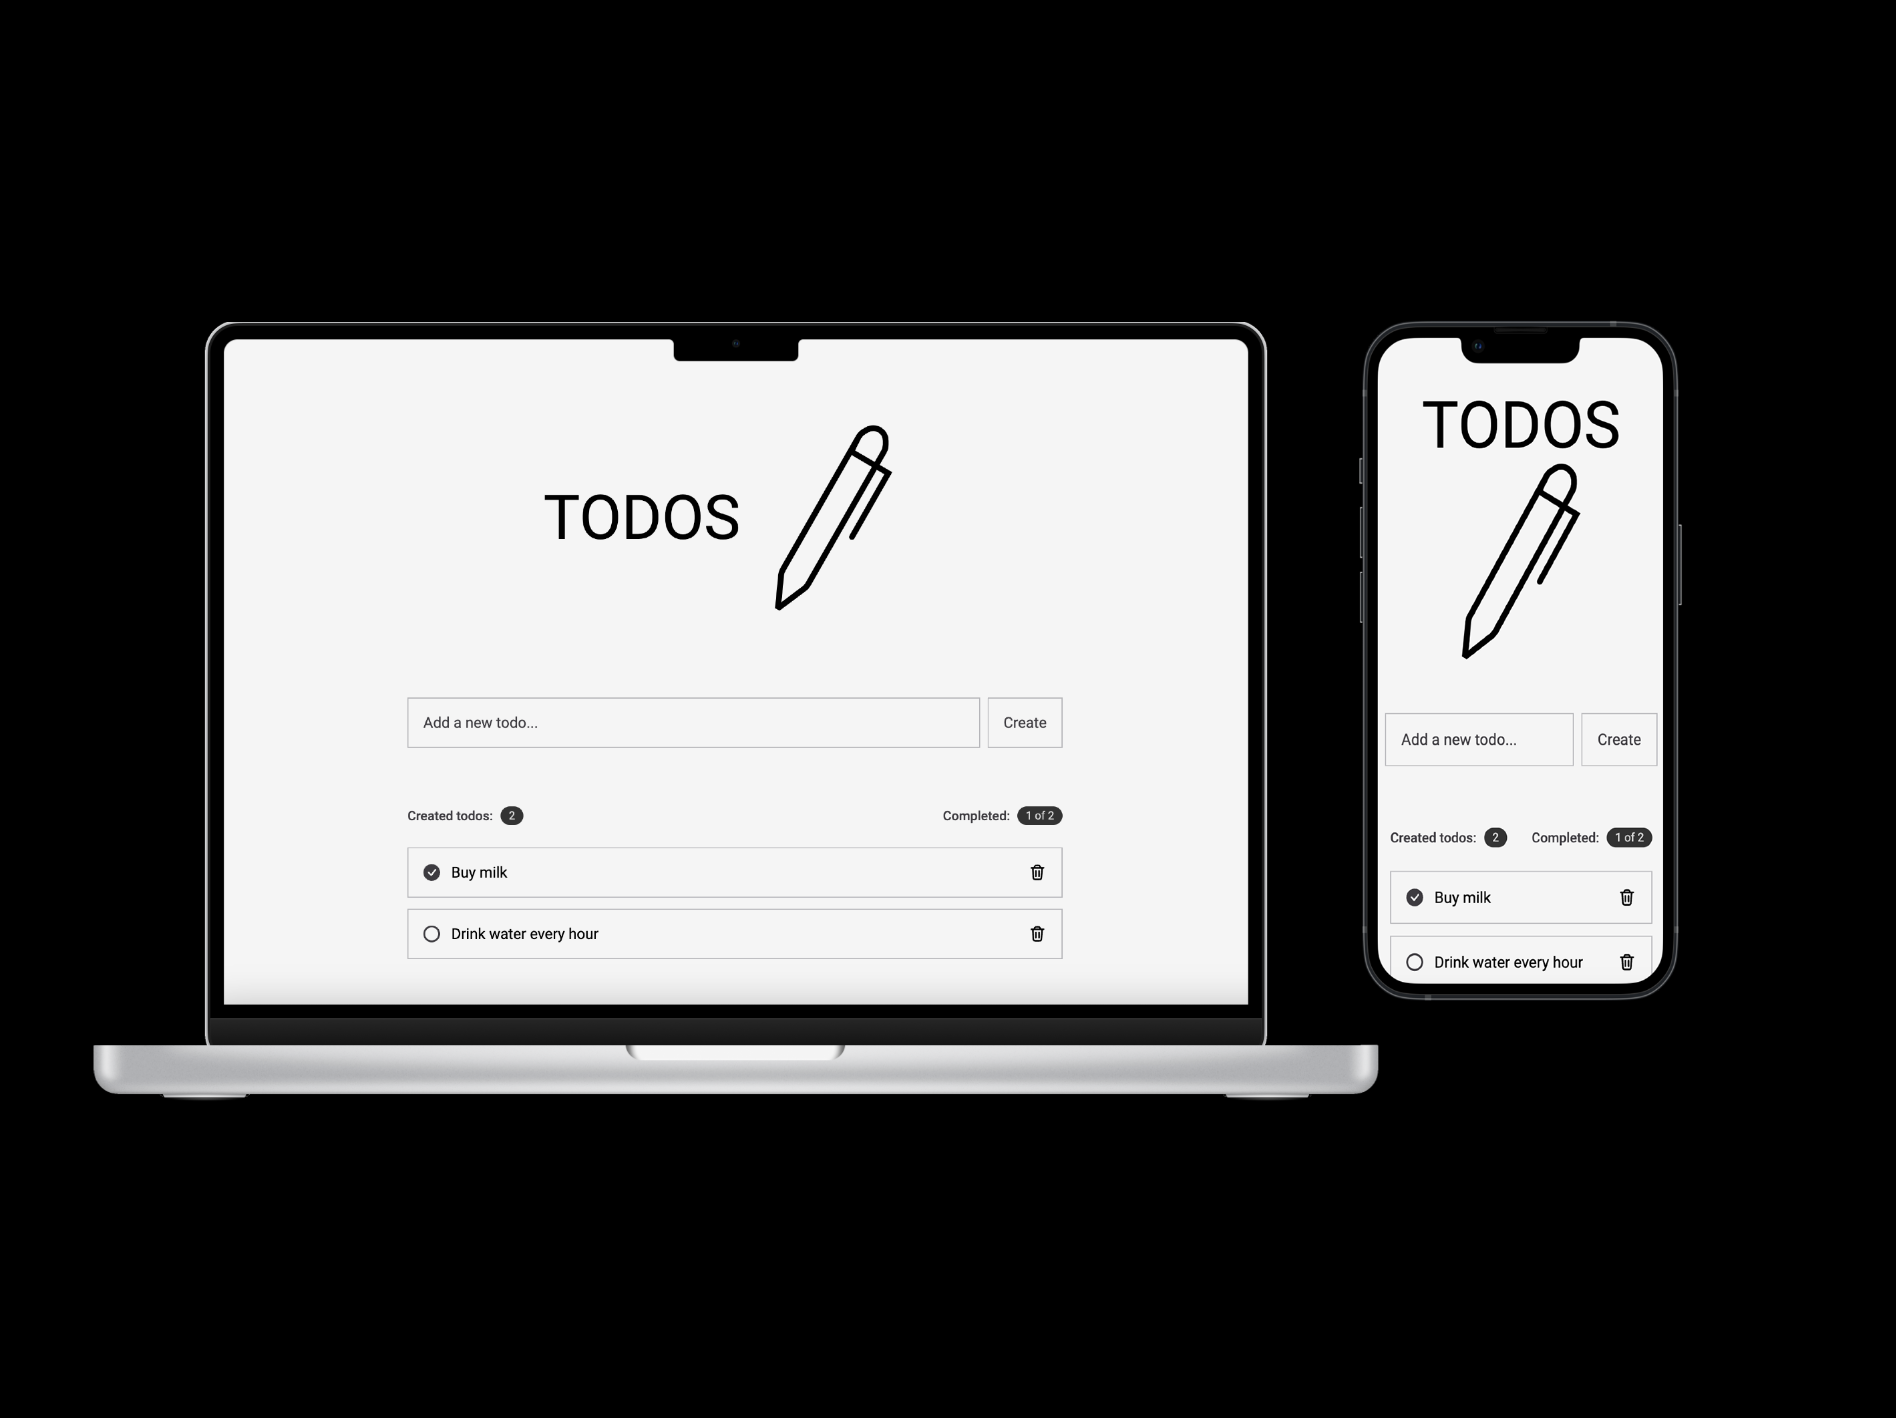 TODOS
Add a new todo...
Create
Created todos: 2
Completed: 1 of 2
Buy milk
Drink water every hour
TODOS
Add a new todo...
Create
Created todos: 2
Completed: 1 of 2
Buy milk
Drink water every hour